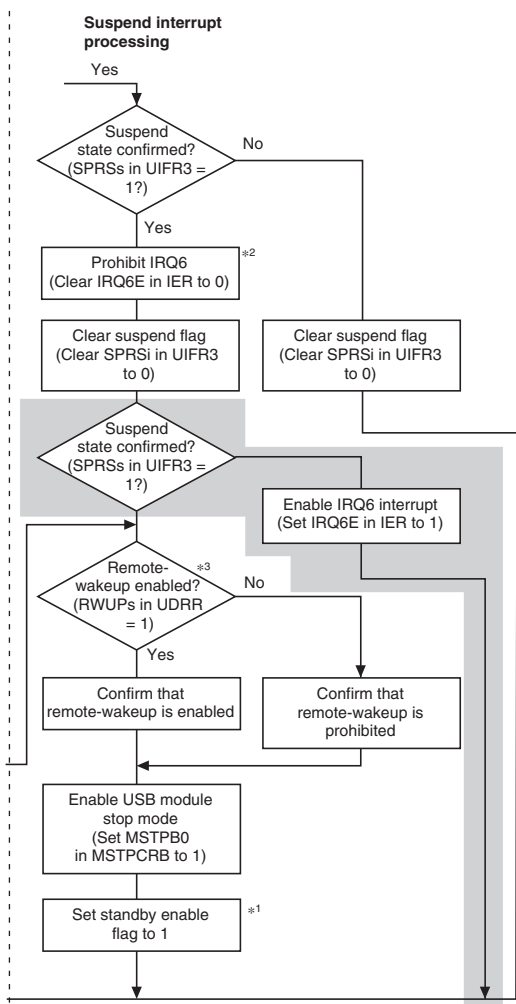 Suspend interrupt
processing
Yes
Suspend
state confirmed?
(SPRSs in UIFR3 =
1?)
No
Yes
Prohibit IRQ6
(Clear IRQ6E in IER to 0)
*2
Clear suspend flag
(Clear SPRSi in UIFR3
to 0)
Clear suspend flag
(Clear SPRSi in UIFR3
to 0)
Suspend
state confirmed?
(SPRSs in UIFR3 =
1?)
Enable IRQ6 interrupt
(Set IRQ6E in IER to 1)
Remote-
wakeup enabled?
(RWUPs in UDRR
= 1)
*3
No
Yes
Confirm that
remote-wakeup is enabled
Confirm that
remote-wakeup is
prohibited
Enable USB module
stop mode
(Set MSTPB0
in MSTPCRB to 1)
Set standby enable
flag to 1
*1